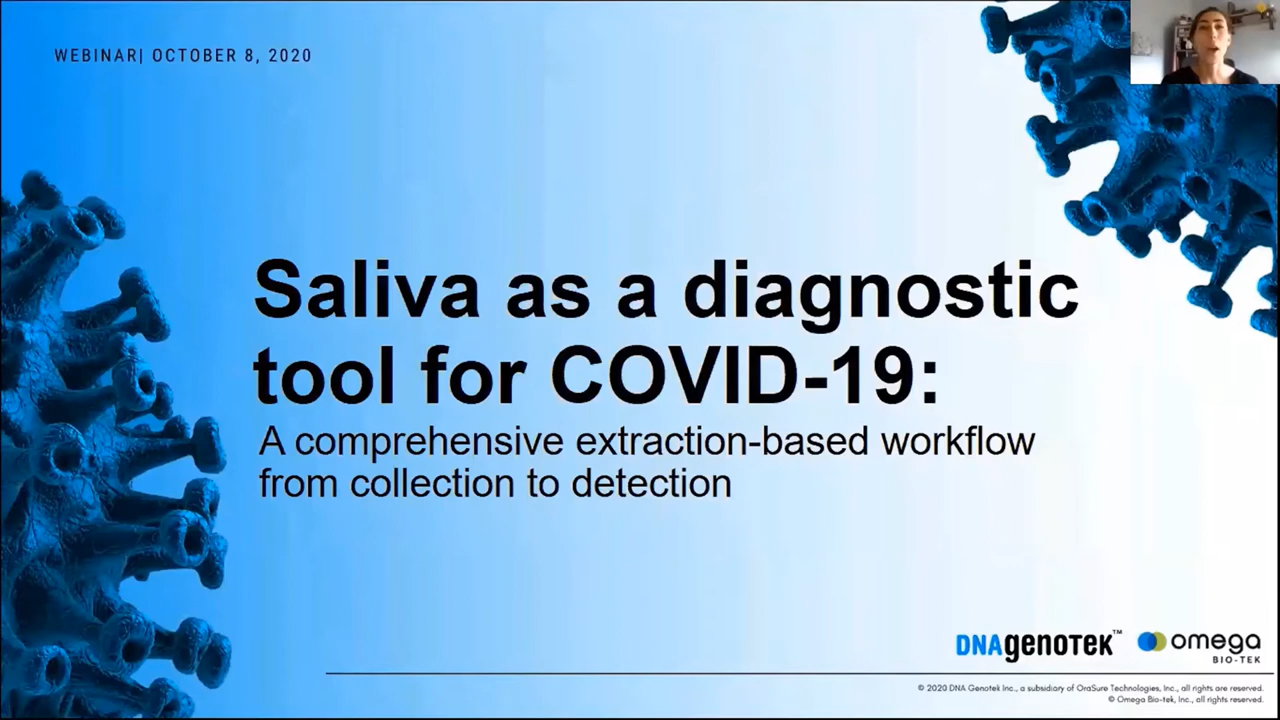 WEBINAR| OCTOBER 8, 2020
Saliva as a diagnostic
tool for COVID-19:
A comprehensive extraction-based workflow
from collection to detection
DNAgenotek™
omega
BIO-TEK
© 2020 DNA Genotek Inc., a subsidiary of OraSure Technologies, Inc., all rights are reserved.
© Omega Bio-tek, Inc., all rights reserved.